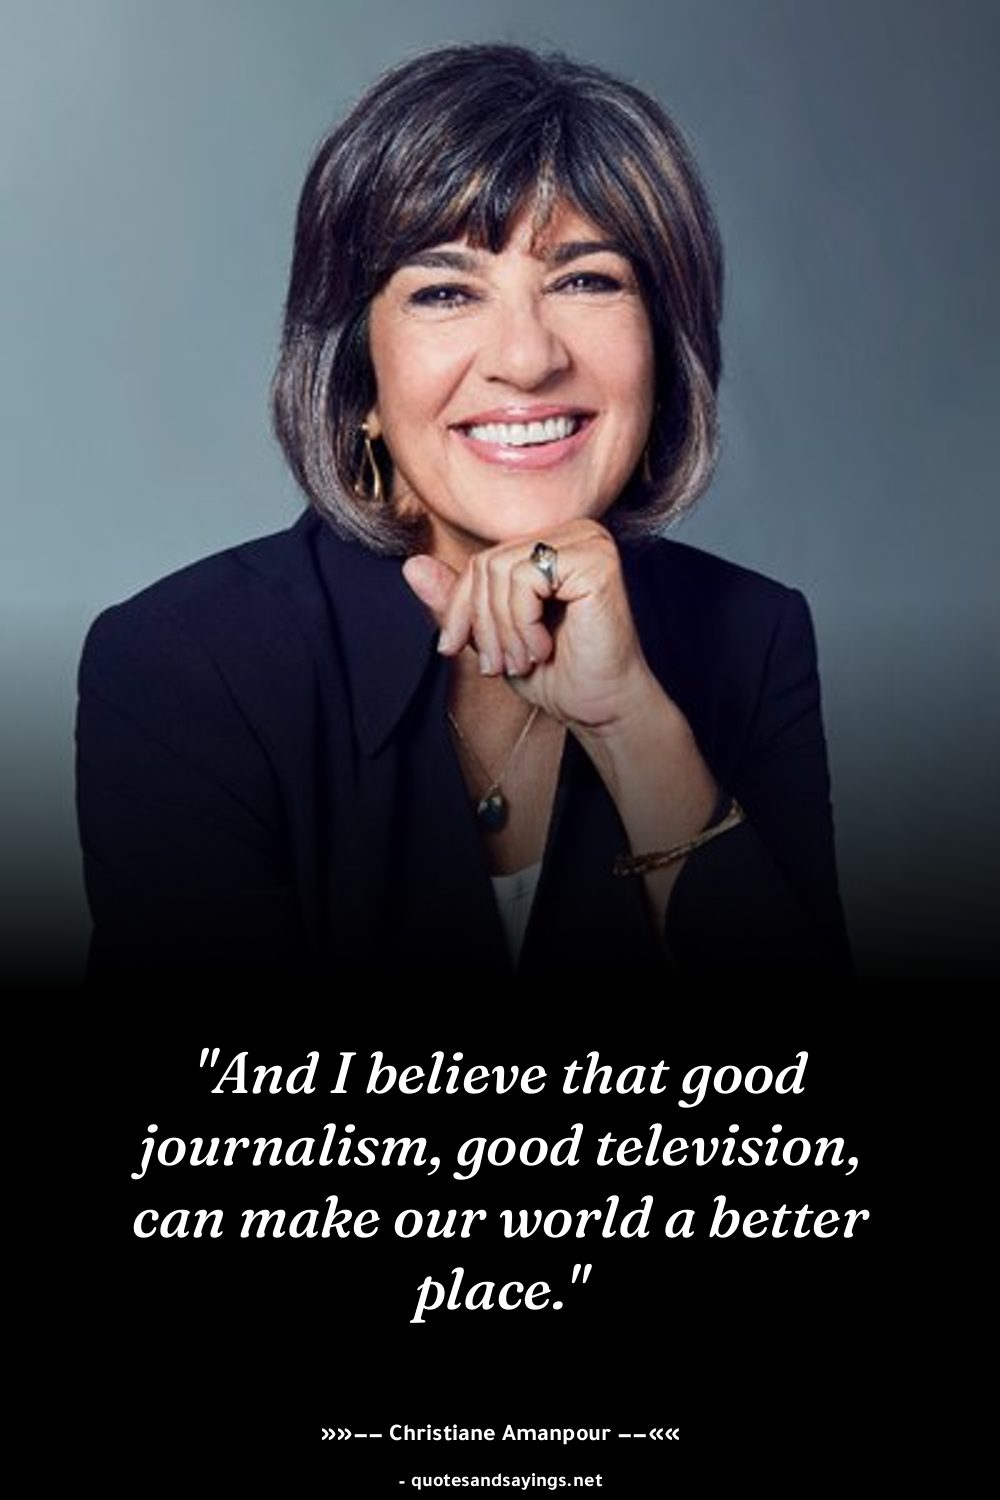 "And I believe that good
journalism, good television,
can make our world a better
place."
»»–– Christiane Amanpour ––««
- quotesandsayings.net